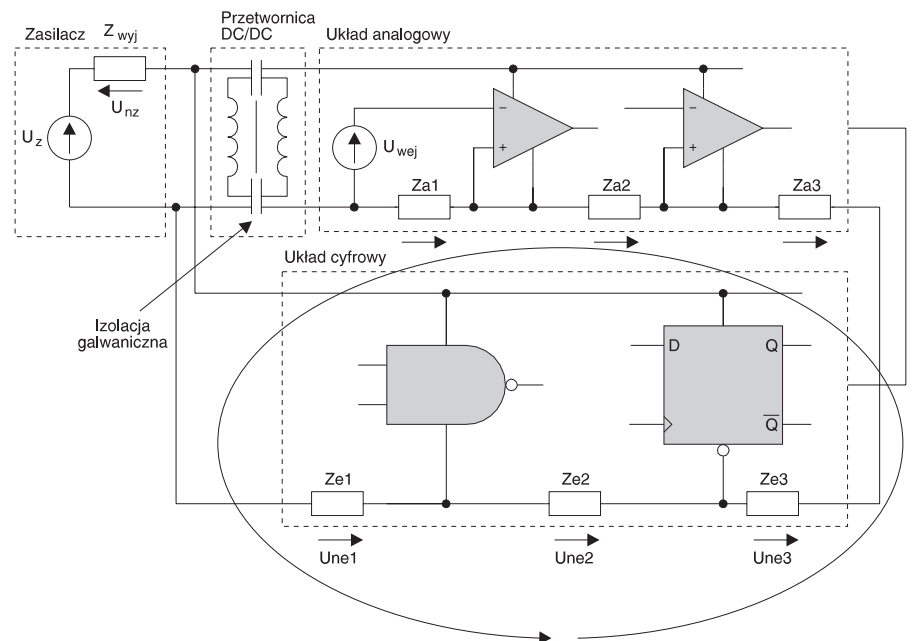 Przetwornica
DC/DC
Zasilacz
Z wyj
Układ analogowy
U nz
U z
U wej
−
+
−
+
Za1
Za2
Za3
Układ cyfrowy
Izolacja
galwaniczna
D
Q
Q̅
Ze1
Ze2
Ze3
Une1
Une2
Une3